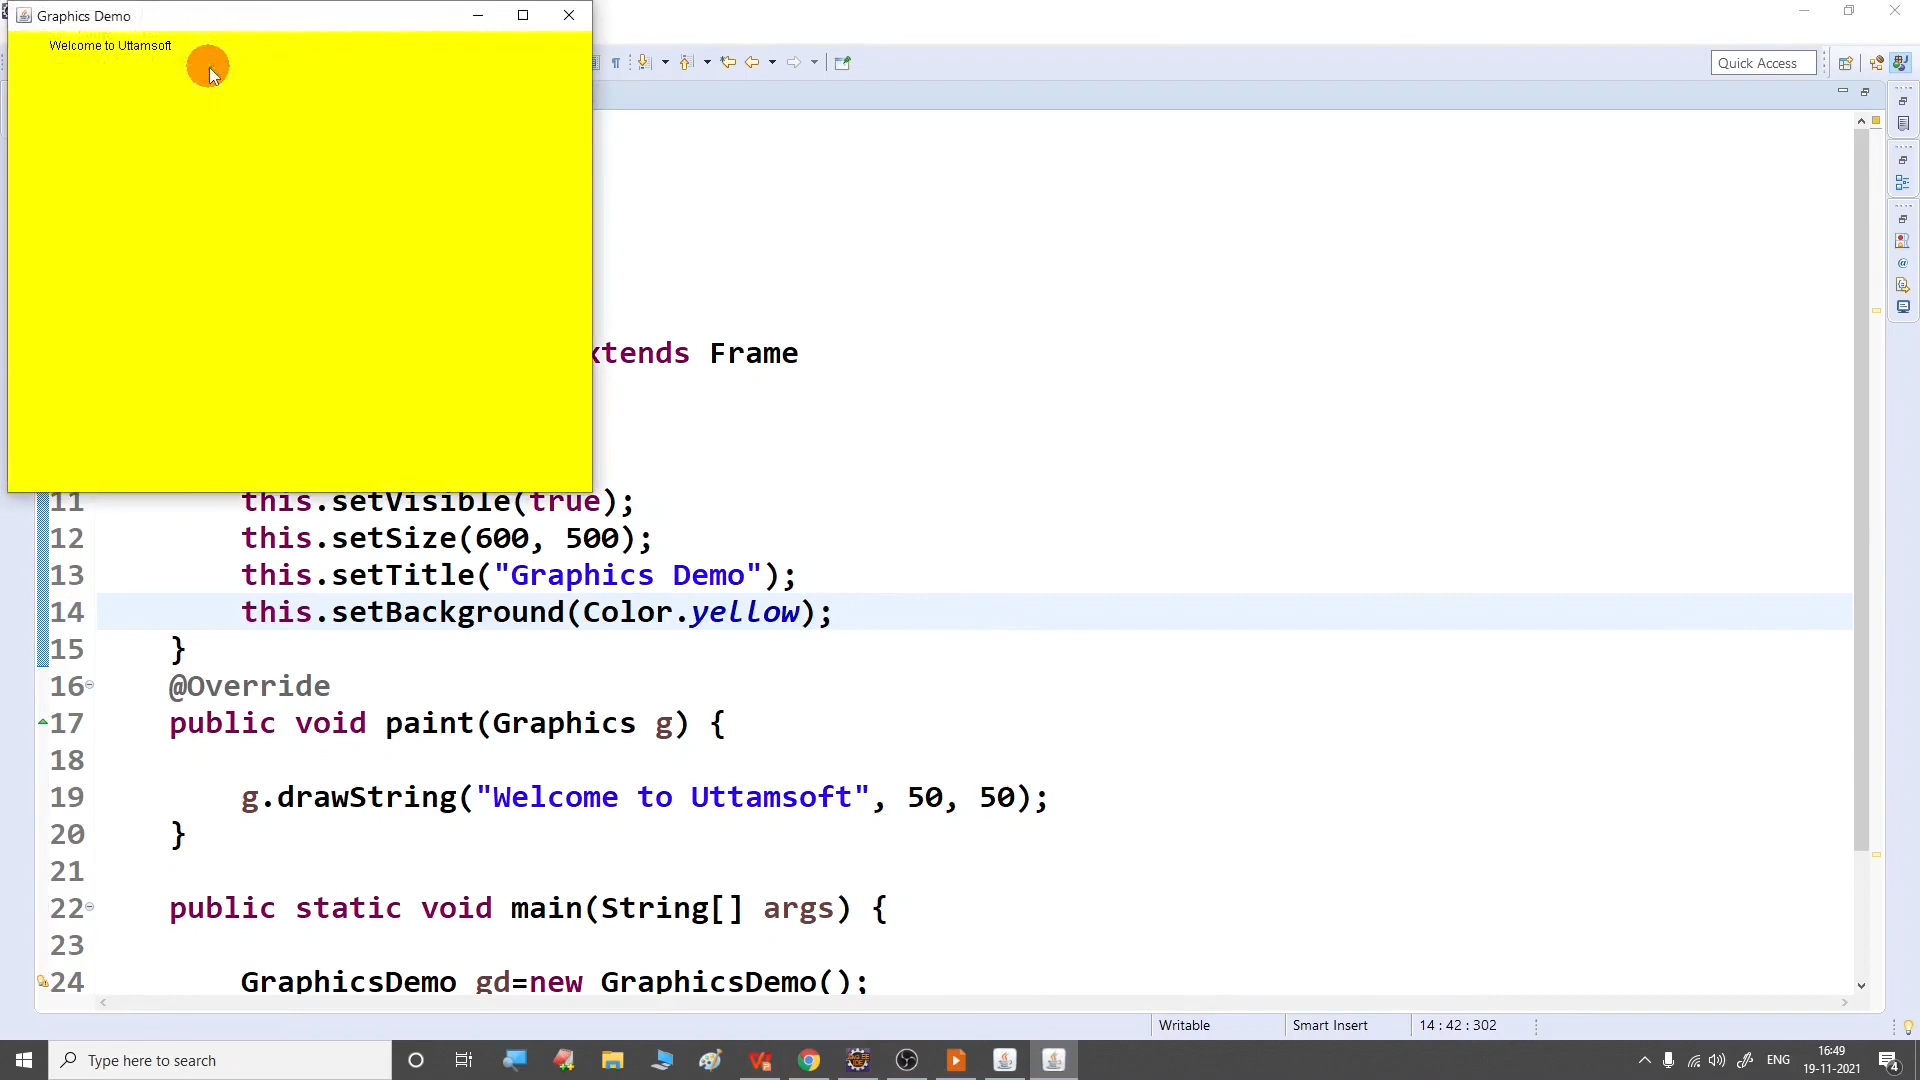 Graphics Demo
Welcome to Uttamsoft
Quick Access
xtends Frame
11 this.setVisible(true);
12 this.setSize(600, 500);
13 this.setTitle("Graphics Demo");
14 this.setBackground(Color.yellow);
15 }
16 @Override
17 public void paint(Graphics g) {
18
19 g.drawString("Welcome to Uttamsoft", 50, 50);
20 }
21
22 public static void main(String[] args) {
23
24 GraphicsDemo gd=new GraphicsDemo();
Writable Smart Insert 14 : 42 : 302
Type here to search
ENG
16:49
19-11-2021
4